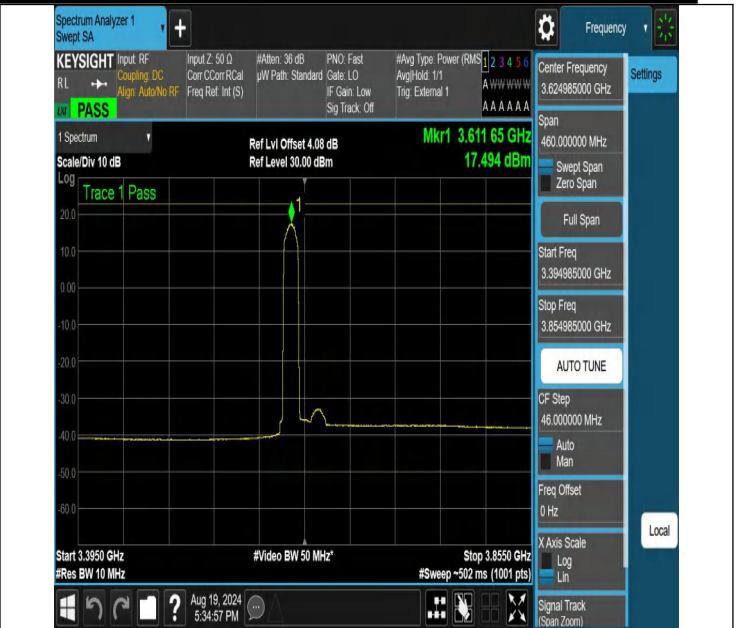 Spectrum Analyzer 1
Swept SA
+
Frequency
KEYSIGHT
RL
PASS
Input: RF
Coupling: DC
Align: Auto/No RF
Input Z: 50 Ω
Corr CCorr RCal
Freq Ref: Int (S)
#Atten: 36 dB
µW Path: Standard
PNO: Fast
Gate: LO
IF Gain: Low
Sig Track: Off
#Avg Type: Power (RMS
Avg|Hold: 1/1
Trig: External 1
1 2 3 4 5 6
A W W W W W
A A A A A A
1 Spectrum
Scale/Div 10 dB
Ref Lvl Offset 4.08 dB
Ref Level 30.00 dBm
Mkr1 3.611 65 GHz
17.494 dBm
Log
Trace 1 Pass
1
20.0
10.0
0.00
-10.0
-20.0
-30.0
-40.0
-50.0
-60.0
Start 3.3950 GHz
#Res BW 10 MHz
#Video BW 50 MHz*
Stop 3.8550 GHz
#Sweep ~502 ms (1001 pts)
Center Frequency
3.624985000 GHz
Span
460.000000 MHz
Swept Span
Zero Span
Full Span
Start Freq
3.394985000 GHz
Stop Freq
3.854985000 GHz
AUTO TUNE
CF Step
46.000000 MHz
Auto
Man
Freq Offset
0 Hz
X Axis Scale
Log
Lin
Signal Track
(Span Zoom)
Settings
Local
?
Aug 19, 2024
5:34:57 PM